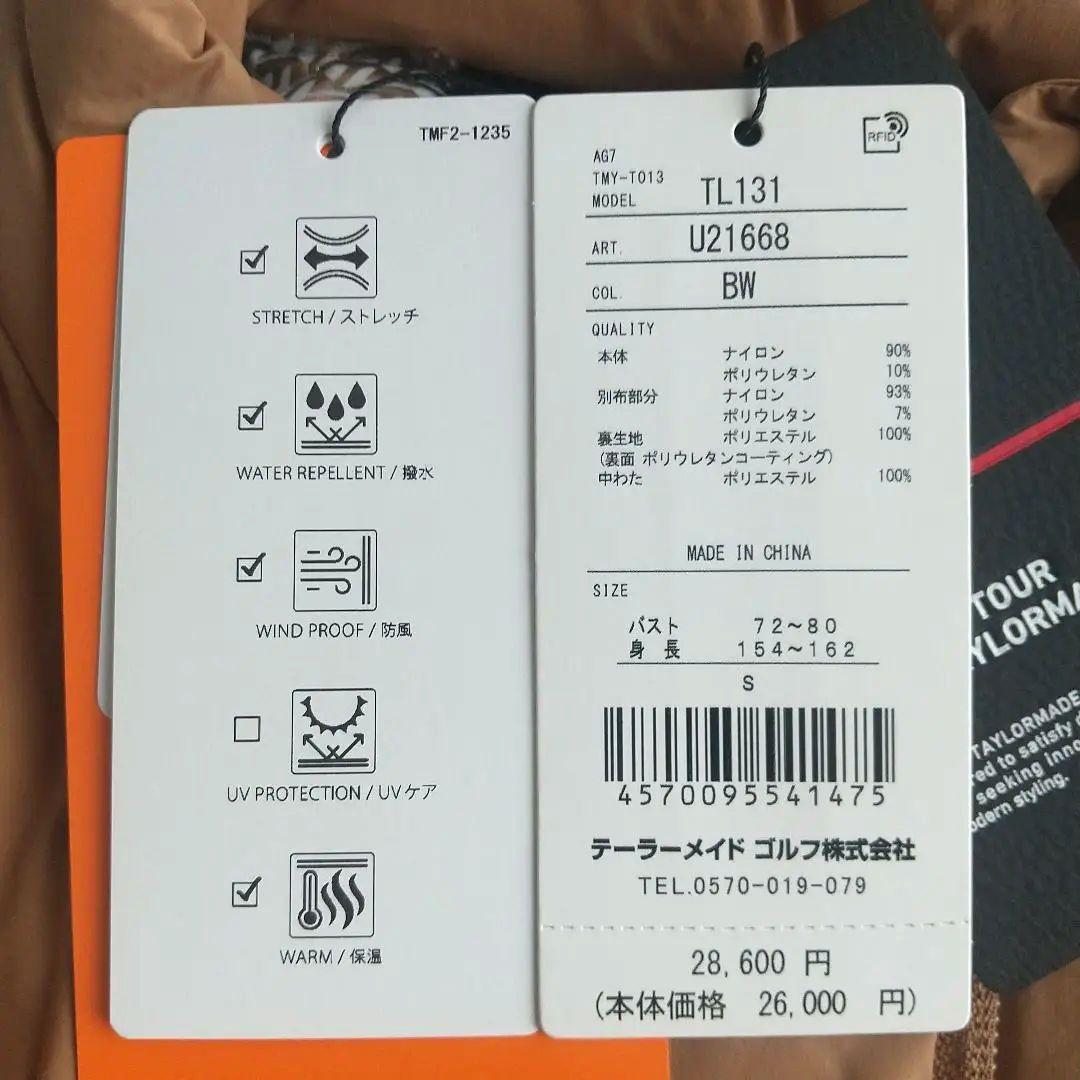 TMF2-1235
STRETCH / ストレッチ
WATER REPELLENT / 撥水
WIND PROOF / 防風
UV PROTECTION / UVケア
WARM / 保温
RFID
AG7
TMY-T013
MODEL TL131
ART. U21668
COL. BW
QUALITY
本体 ナイロン 90%
ポリウレタン 10%
別布部分 ナイロン 93%
ポリウレタン 7%
裏生地 ポリエステル 100%
(裏面 ポリウレタンコーティング)
中わた ポリエステル 100%
MADE IN CHINA
SIZE
バスト 72～80
身長 154～162
S
4570095541475
テーラーメイド ゴルフ株式会社
TEL.0570-019-079
28,600 円
(本体価格 26,000 円)
TOUR
TAYLORMADE
to satisfy
seeking
styling.